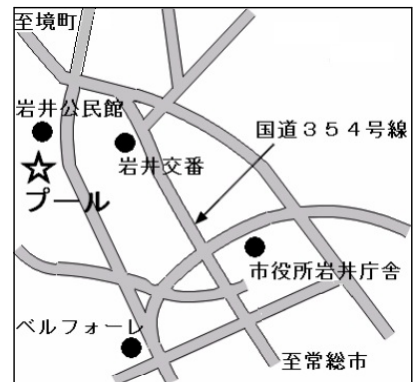 至境町
岩井公民館
国道３５４号線
岩井交番
プール
市役所岩井庁舎
ベルフォーレ
至常総市